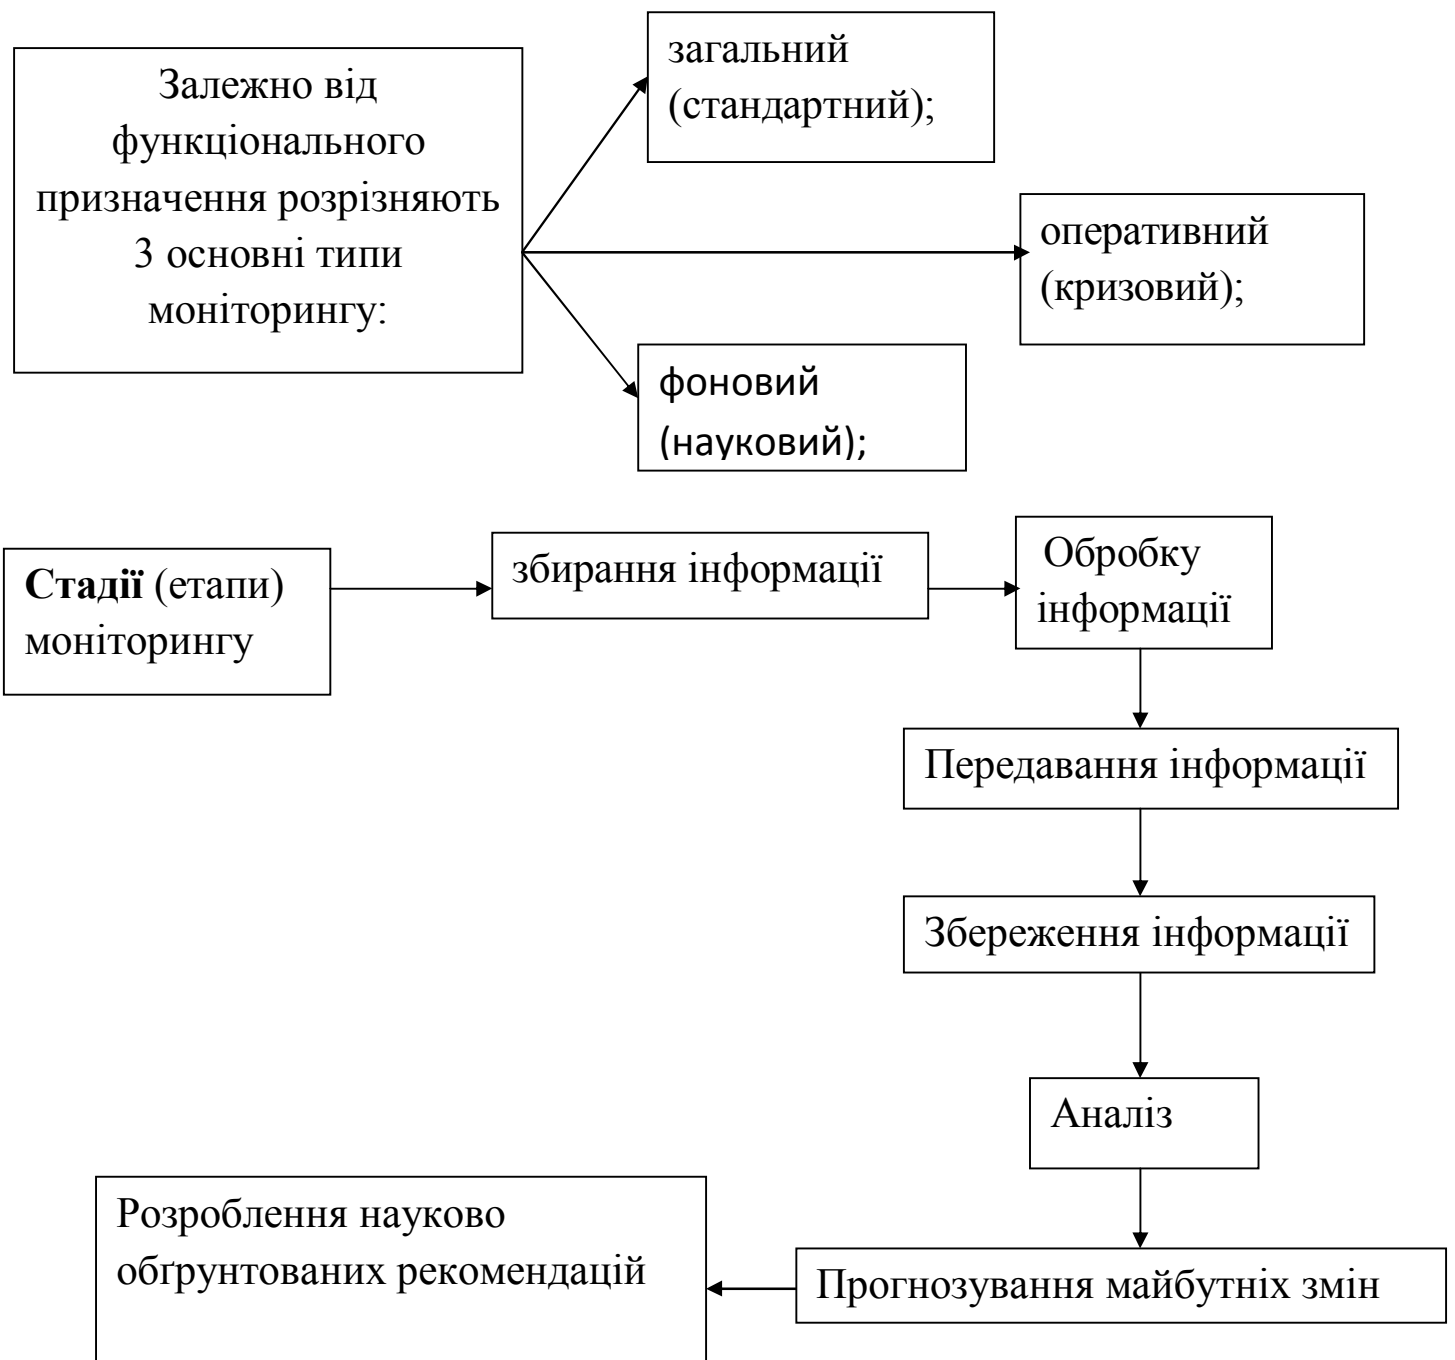 Залежно від
функціонального
призначення розрізняють
3 основні типи
моніторингу:
загальний
(стандартний);
оперативний
(кризовий);
фоновий
(науковий);
Стадії (етапи)
моніторингу
збирання інформації
Обробку
інформації
Передавання інформації
Збереження інформації
Аналіз
Прогнозування майбутніх змін
Розроблення науково
обґрунтованих рекомендацій